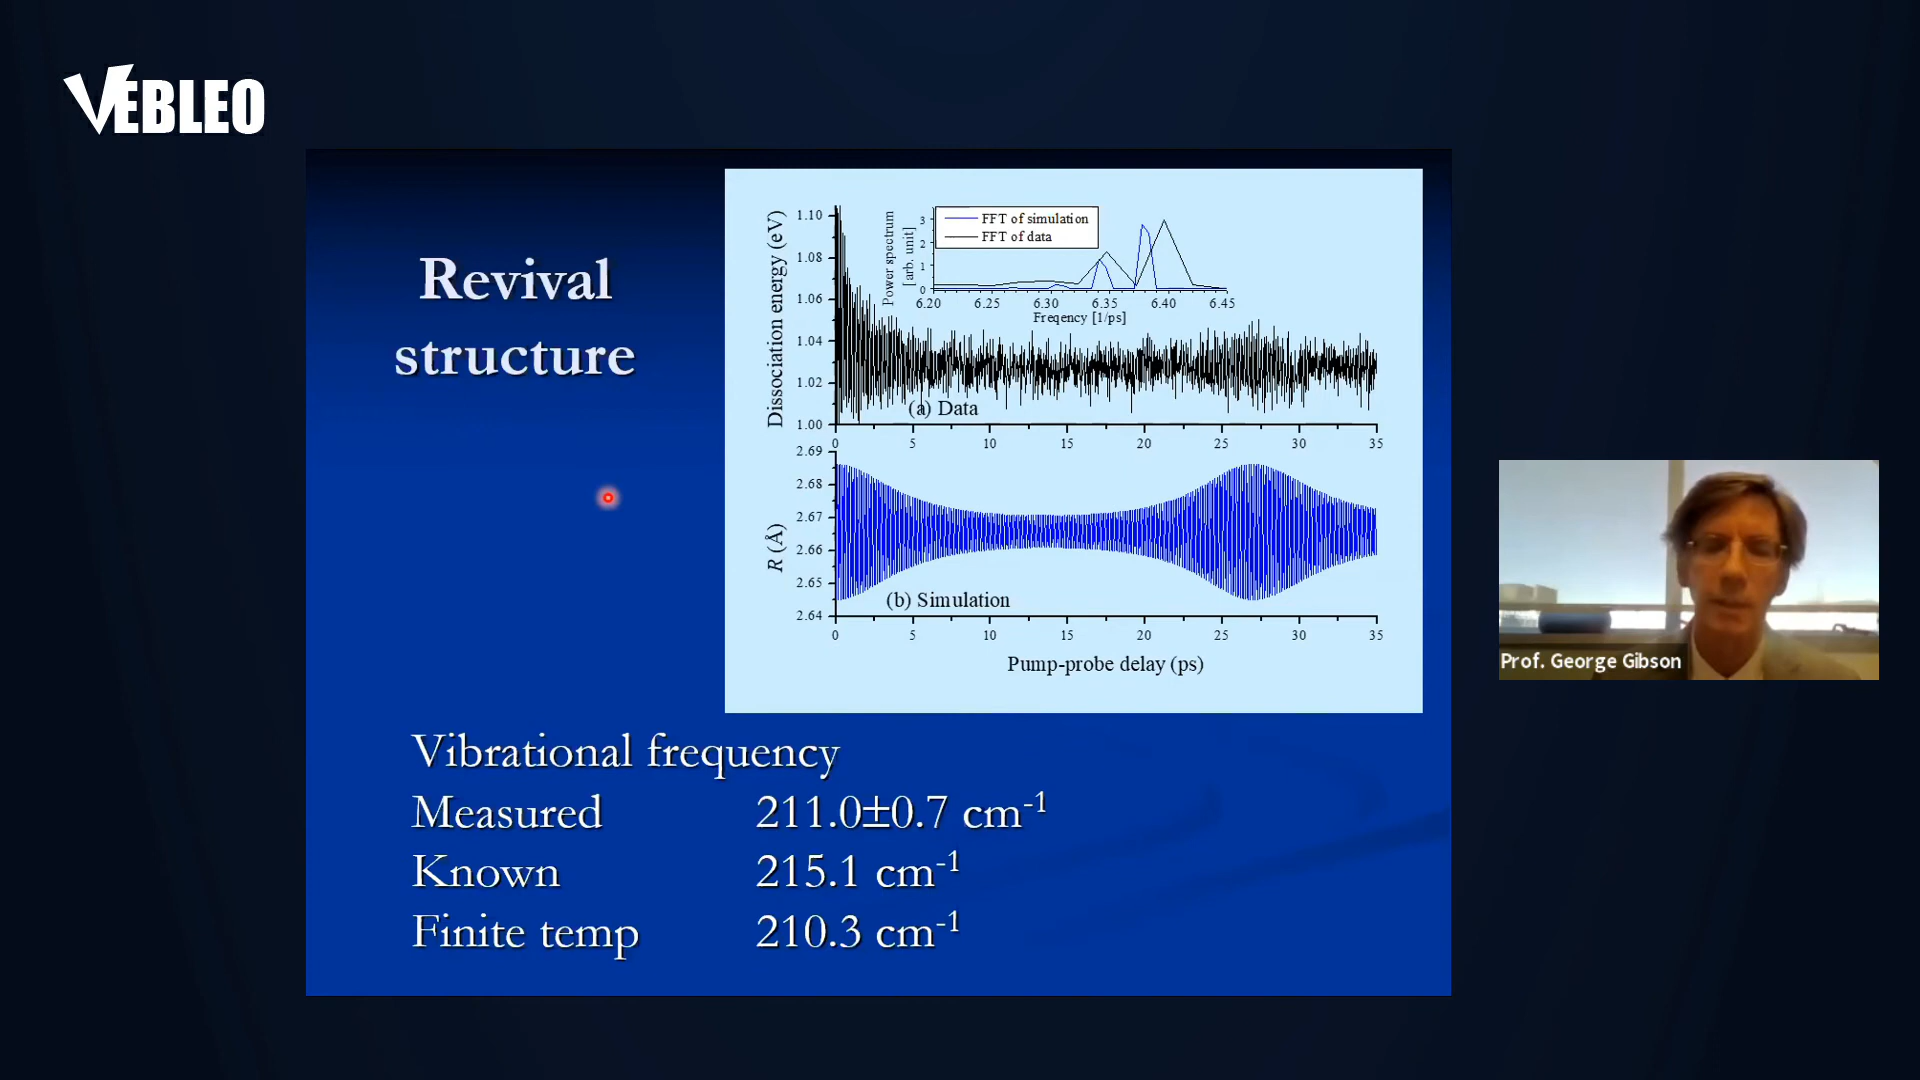 VEBLEO
Revival
structure
Dissociation energy (eV)
1.10
1.08
1.06
1.04
1.02
1.00
Power spectrum
[arb. unit]
3
2
1
0
FFT of simulation
FFT of data
6.20 6.25 6.30 6.35 6.40 6.45
Freqency [1/ps]
(a) Data
0 5 10 15 20 25 30 35
R (Å)
2.69
2.68
2.67
2.66
2.65
2.64
(b) Simulation
0 5 10 15 20 25 30 35
Pump-probe delay (ps)
Vibrational frequency
Measured 211.0±0.7 cm⁻¹
Known 215.1 cm⁻¹
Finite temp 210.3 cm⁻¹
Prof. George Gibson